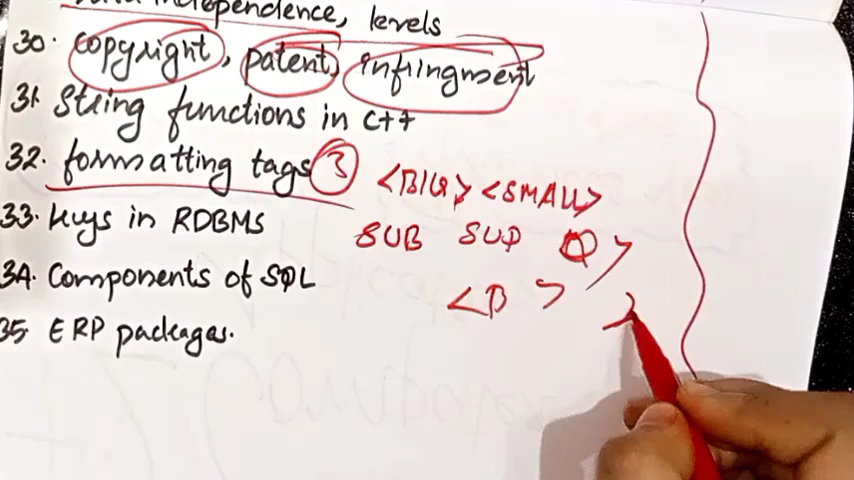 independence, levels
30. copyright, patent, infringment
31. String functions in C++
32. formatting tags 3 <BIG> <SMALL>
33. Keys in RDBMS SUB SUP Q >
34. Components of SQL <B >
35. ERP packages.